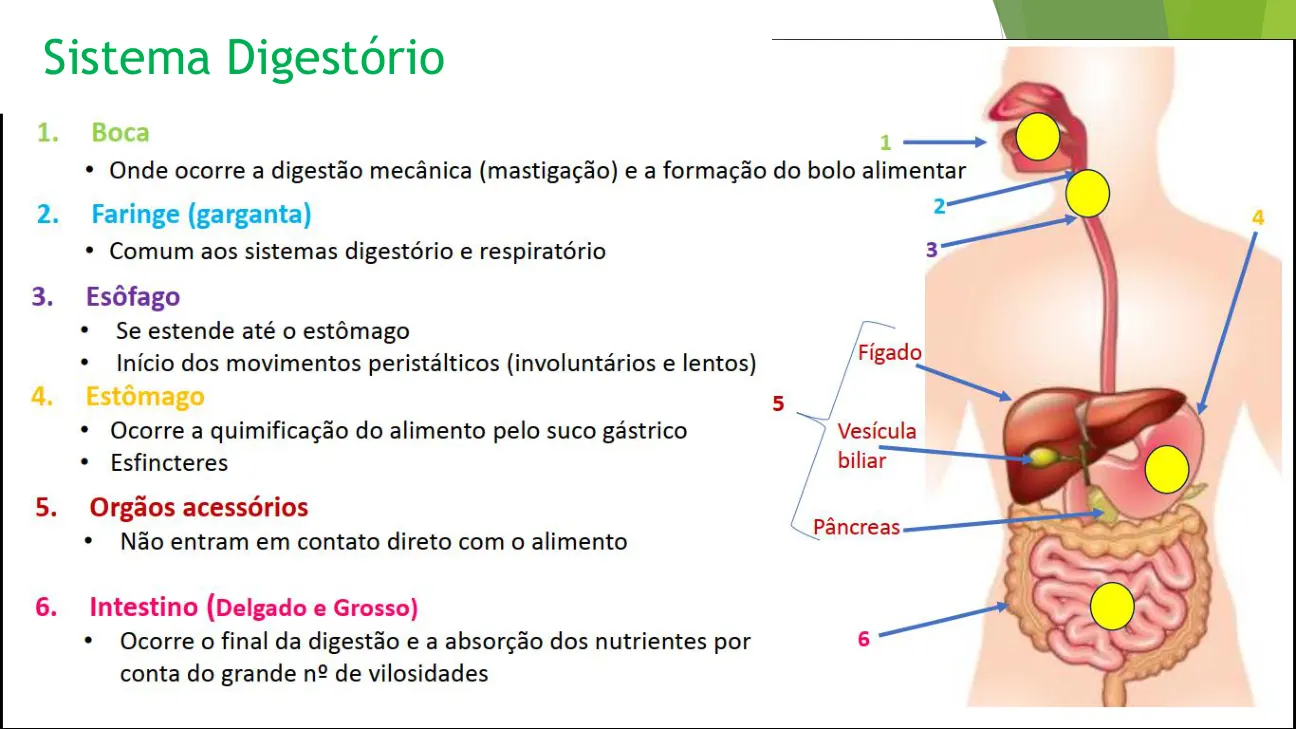 Sistema Digestório
1. Boca
• Onde ocorre a digestão mecânica (mastigação) e a formação do bolo alimentar
2. Faringe (garganta)
• Comum aos sistemas digestório e respiratório
3. Esôfago
• Se estende até o estômago
• Início dos movimentos peristálticos (involuntários e lentos)
4. Estômago
• Ocorre a quimificação do alimento pelo suco gástrico
• Esfincteres
5. Orgãos acessórios
• Não entram em contato direto com o alimento
6. Intestino (Delgado e Grosso)
• Ocorre o final da digestão e a absorção dos nutrientes por
conta do grande nº de vilosidades
1
2
3
4
5
Fígado
Vesícula
biliar
Pâncreas
6